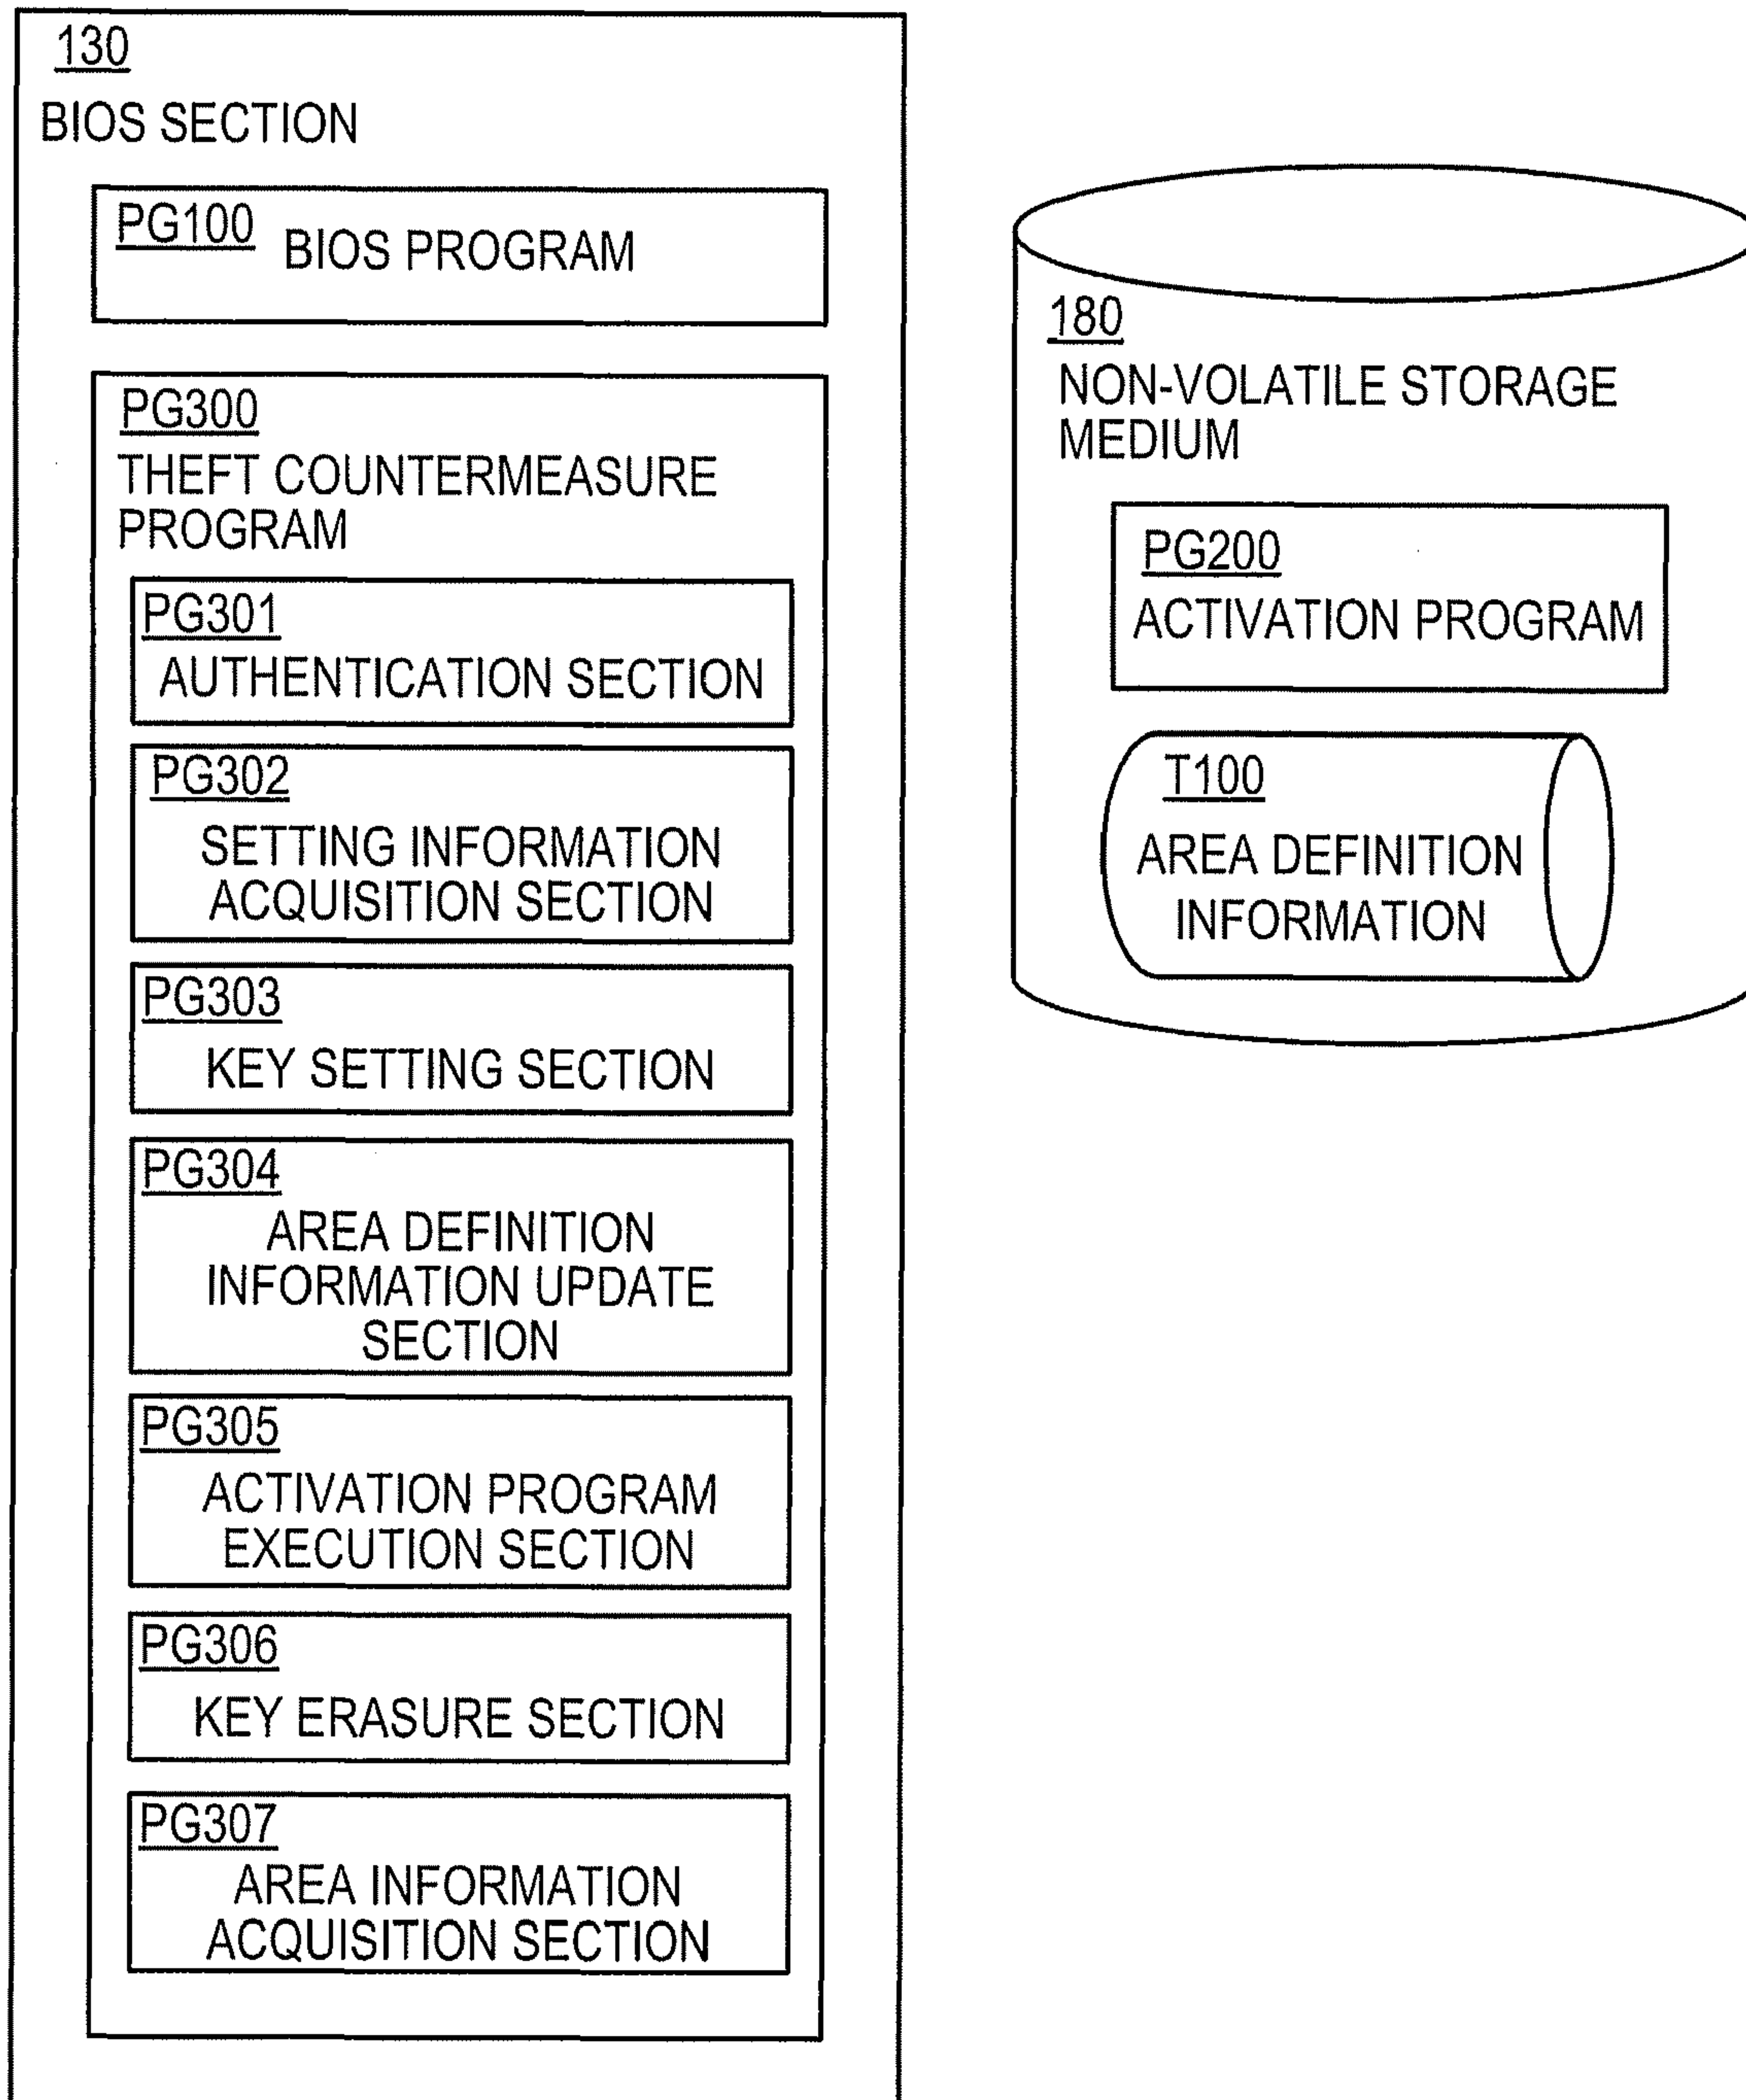 130
BIOS SECTION
PG100 BIOS PROGRAM
PG300
THEFT COUNTERMEASURE
PROGRAM
PG301
AUTHENTICATION SECTION
PG302
SETTING INFORMATION
ACQUISITION SECTION
PG303
KEY SETTING SECTION
PG304
AREA DEFINITION
INFORMATION UPDATE
SECTION
PG305
ACTIVATION PROGRAM
EXECUTION SECTION
PG306
KEY ERASURE SECTION
PG307
AREA INFORMATION
ACQUISITION SECTION
180
NON-VOLATILE STORAGE
MEDIUM
PG200
ACTIVATION PROGRAM
T100
AREA DEFINITION
INFORMATION